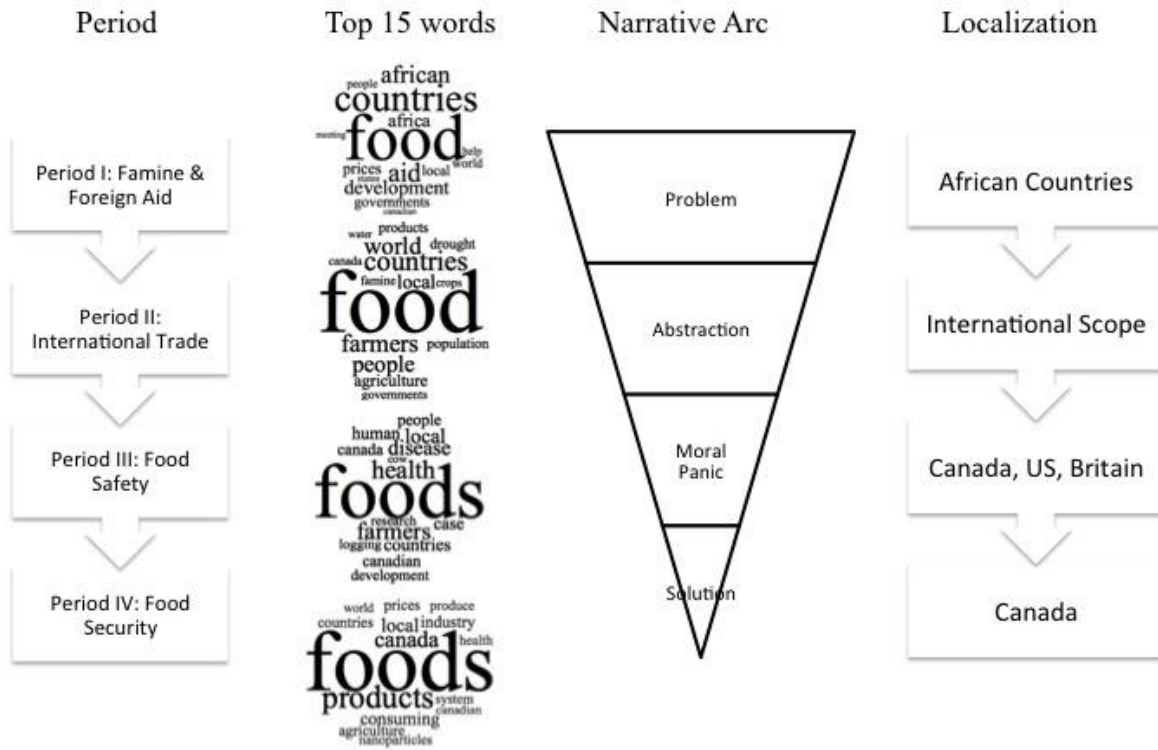 Period
Top 15 words
Narrative Arc
Localization
Period I: Famine &
Foreign Aid
Period II:
International Trade
Period III: Food
Safety
Period IV: Food
Security
people african
countries
africa
meeting food
help
world
prices aid local
states
development
governments
canadian
water products
world drought
canada countries
famine local crops
food
farmers population
people
agriculture
governments
people
human local
canada disease
cow
health
foods
research
farmers case
logging countries
canadian
development
world prices produce
countries local industry
canada health
foods
products system
canadian
consuming
agriculture
nanoparticles
Problem
Abstraction
Moral
Panic
Solution
African Countries
International Scope
Canada, US, Britain
Canada